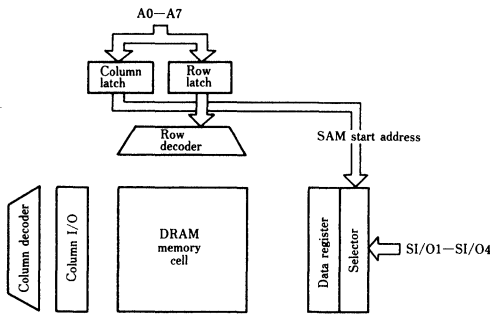 A0—A7
Column
latch
Row
latch
Row
decoder
SAM start address
Column decoder
Column I/O
DRAM
memory
cell
Data register
Selector
SI/O1—SI/O4